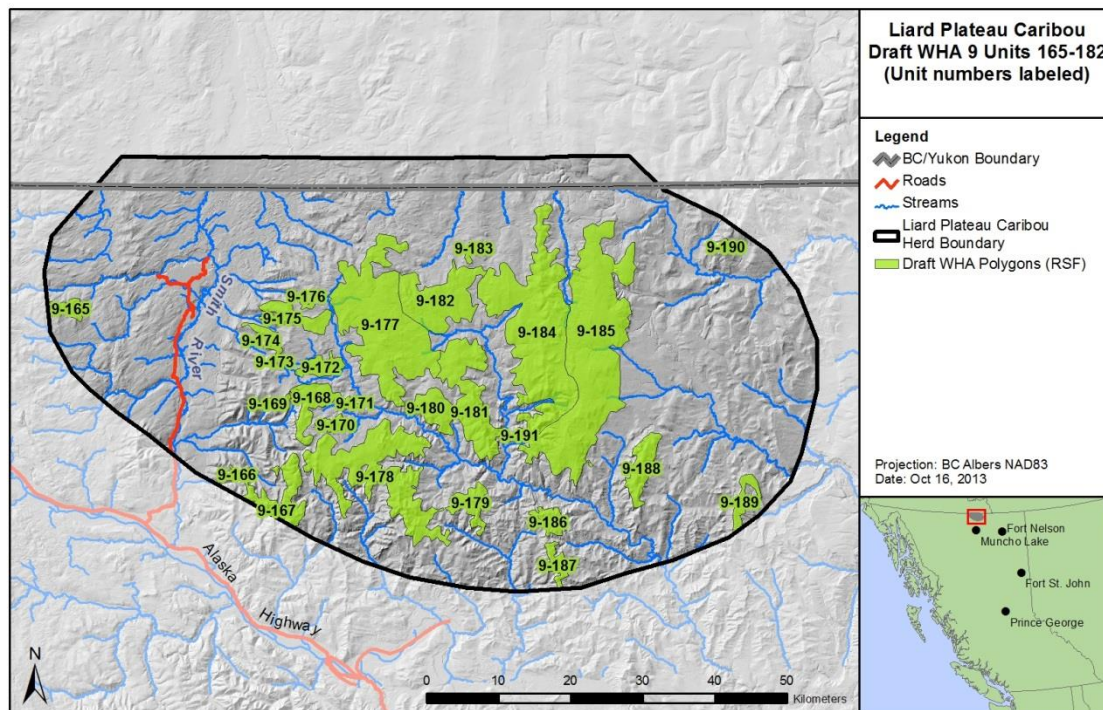 Liard Plateau Caribou
Draft WHA 9 Units 165-182
(Unit numbers labeled)
Legend
BC/Yukon Boundary
Roads
Streams
Liard Plateau Caribou
Herd Boundary
Draft WHA Polygons (RSF)
Projection: BC Albers NAD83
Date: Oct 16, 2013
Fort Nelson
Muncho Lake
Fort St. John
Prince George
9-190
9-183
9-176
9-182
9-165
9-175
9-177
9-184
9-185
9-174
9-173
9-172
9-169
9-168
9-171
9-180
9-181
9-170
9-191
9-166
9-178
9-188
9-167
9-179
9-189
9-186
9-187
Smith
River
Alaska
Highway
N
0 10 20 30 40 50
Kilometers